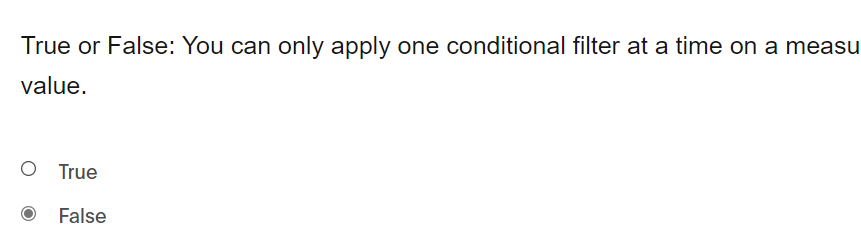 True or False: You can only apply one conditional filter at a time on a measu
value.
True
False